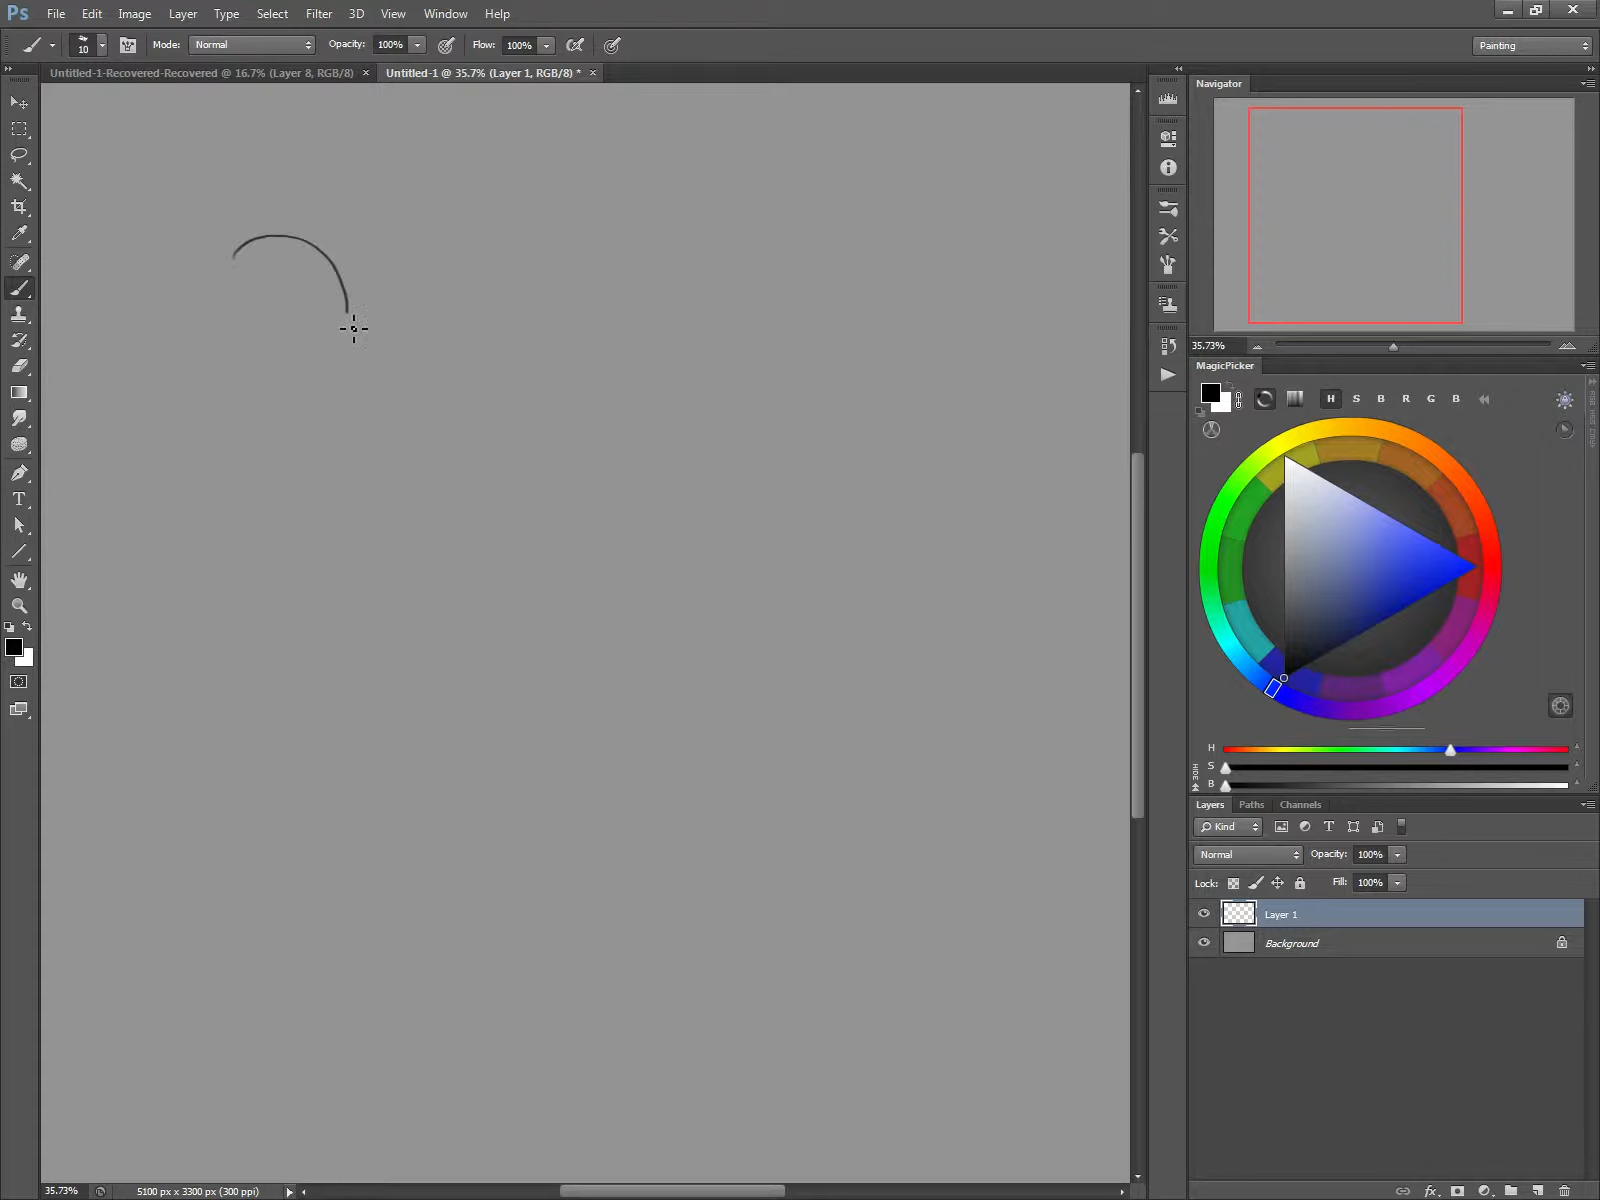 Ps File Edit Image Layer Type Select Filter 3D View Window Help
10 Mode: Normal Opacity: 100% Flow: 100% Painting
Untitled-1-Recovered-Recovered @ 16.7% (Layer 8, RGB/8) × Untitled-1 @ 35.7% (Layer 1, RGB/8) * ×
Navigator
35.73%
MagicPicker
H S B R G B
H
S
B
HIDE
Layers Paths Channels
Kind
Normal Opacity: 100%
Lock: Fill: 100%
Layer 1
Background
35.73% 5100 px x 3300 px (300 ppi)